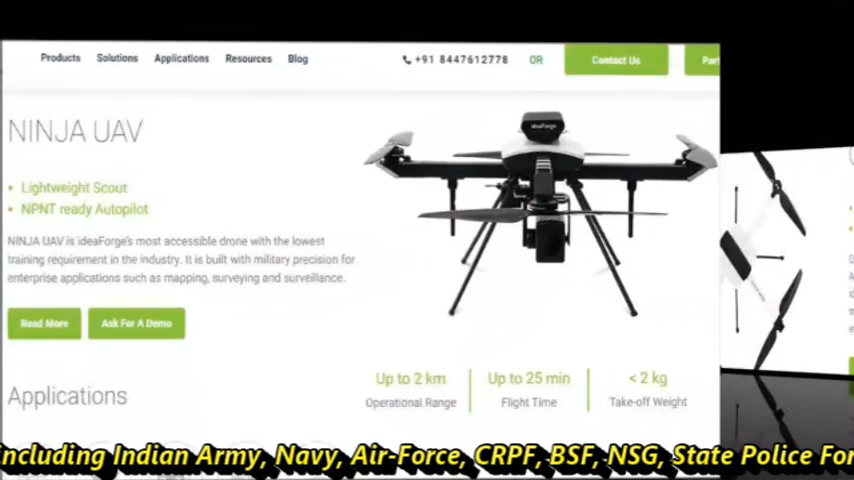 Products Solutions Applications Resources Blog +91 8447612778 OR Contact Us
NINJA UAV
• Lightweight Scout
• NPNT ready Autopilot
NINJA UAV is ideaForge's most accessible drone with the lowest
training requirement in the industry. It is built with military precision for
enterprise applications such as mapping, surveying and surveillance.
Read More Ask For A Demo
ideaForge
Up to 2 km Up to 25 min < 2 kg
Operational Range Flight Time Take-off Weight
Applications
including Indian Army, Navy, Air-Force, CRPF, BSF, NSG, State Police